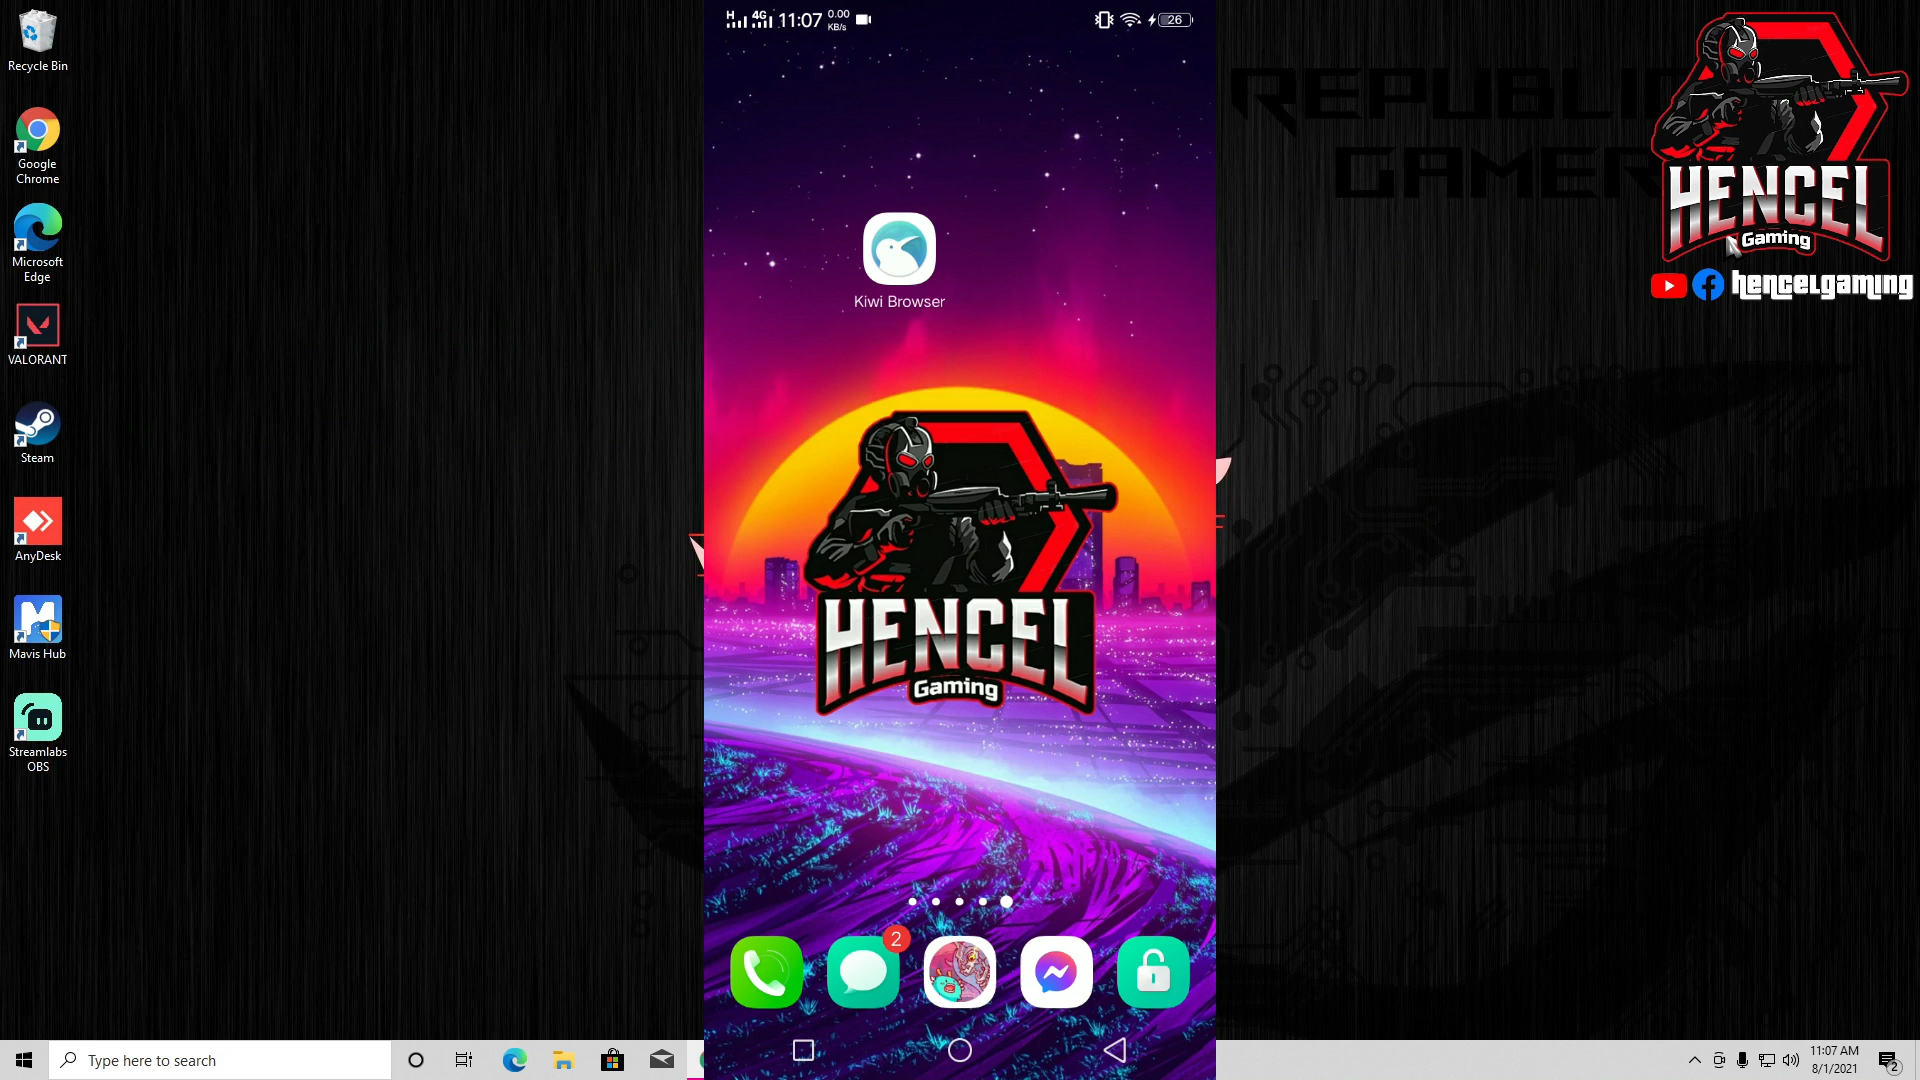 Recycle Bin
Google
Chrome
Microsoft
Edge
VALORANT
Steam
AnyDesk
Mavis Hub
Streamlabs
OBS
H 4G 11:07 0.00
KB/s
26
Kiwi Browser
HENCEL
Gaming
2
REPUBLI
GAMER
HENCEL
Gaming
hencelgaming
Type here to search
11:07 AM
8/1/2021
2